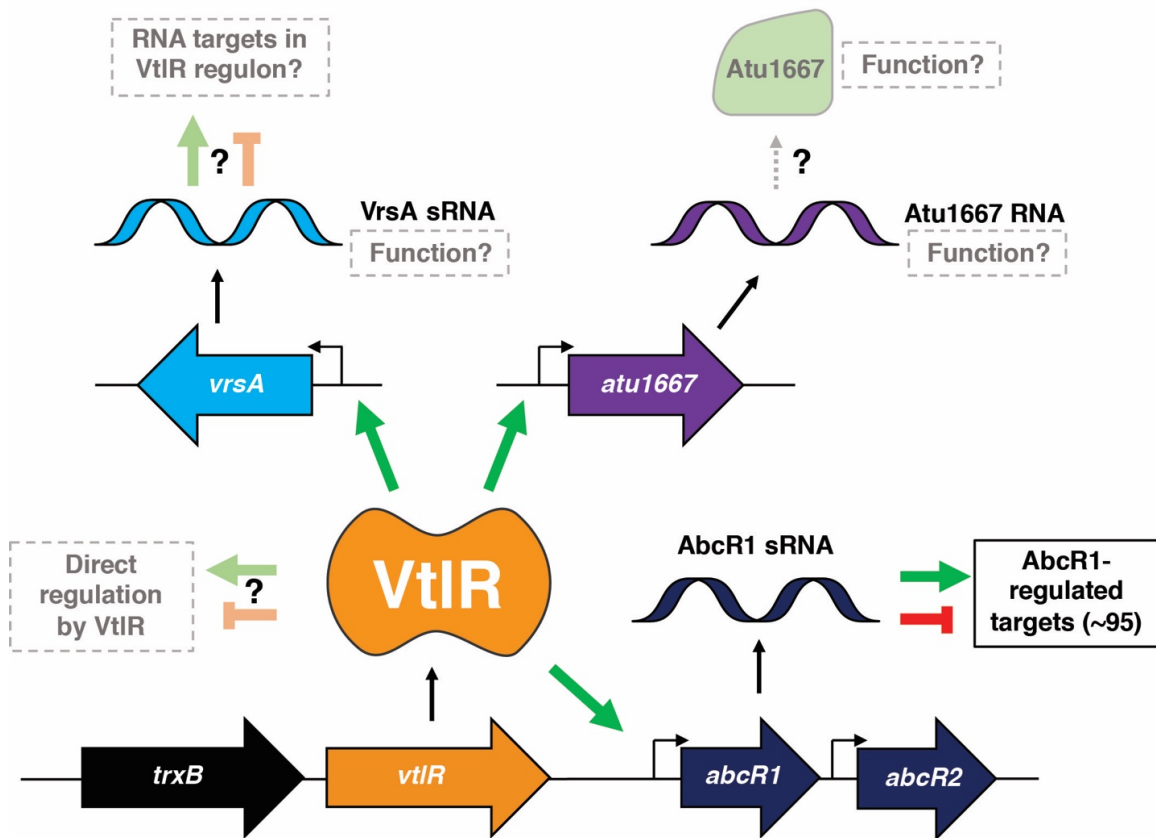 RNA targets in
VtlR regulon?
Atu1667
Function?
?
?
VrsA sRNA
Function?
Atu1667 RNA
Function?
vrsA
atu1667
Direct
regulation
by VtlR
?
VtlR
AbcR1 sRNA
AbcR1-
regulated
targets (~95)
trxB
vtlR
abcR1
abcR2